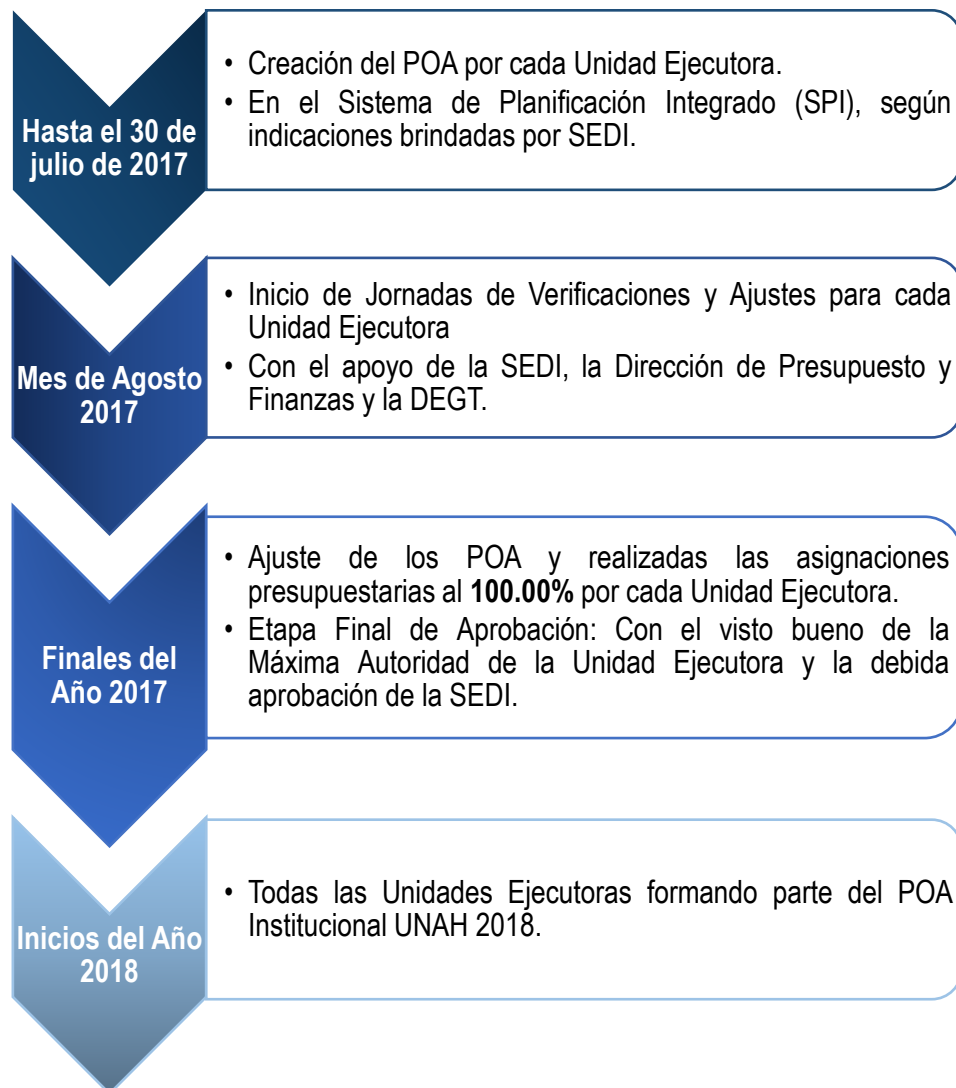 Hasta el 30 de
julio de 2017
• Creación del POA por cada Unidad Ejecutora.
• En el Sistema de Planificación Integrado (SPI), según
indicaciones brindadas por SEDI.
Mes de Agosto
2017
• Inicio de Jornadas de Verificaciones y Ajustes para cada
Unidad Ejecutora
• Con el apoyo de la SEDI, la Dirección de Presupuesto y
Finanzas y la DEGT.
Finales del
Año 2017
• Ajuste de los POA y realizadas las asignaciones
presupuestarias al 100.00% por cada Unidad Ejecutora.
• Etapa Final de Aprobación: Con el visto bueno de la
Máxima Autoridad de la Unidad Ejecutora y la debida
aprobación de la SEDI.
Inicios del Año
2018
• Todas las Unidades Ejecutoras formando parte del POA
Institucional UNAH 2018.